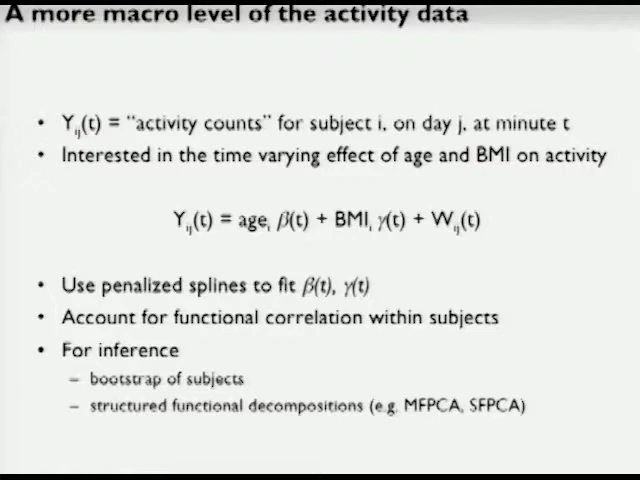 A more macro level of the activity data
• Yij(t) = "activity counts" for subject i, on day j, at minute t
• Interested in the time varying effect of age and BMI on activity
Yij(t) = agei β(t) + BMIi γ(t) + Wij(t)
• Use penalized splines to fit β(t), γ(t)
• Account for functional correlation within subjects
• For inference
– bootstrap of subjects
– structured functional decompositions (e.g. MFPCA, SFPCA)